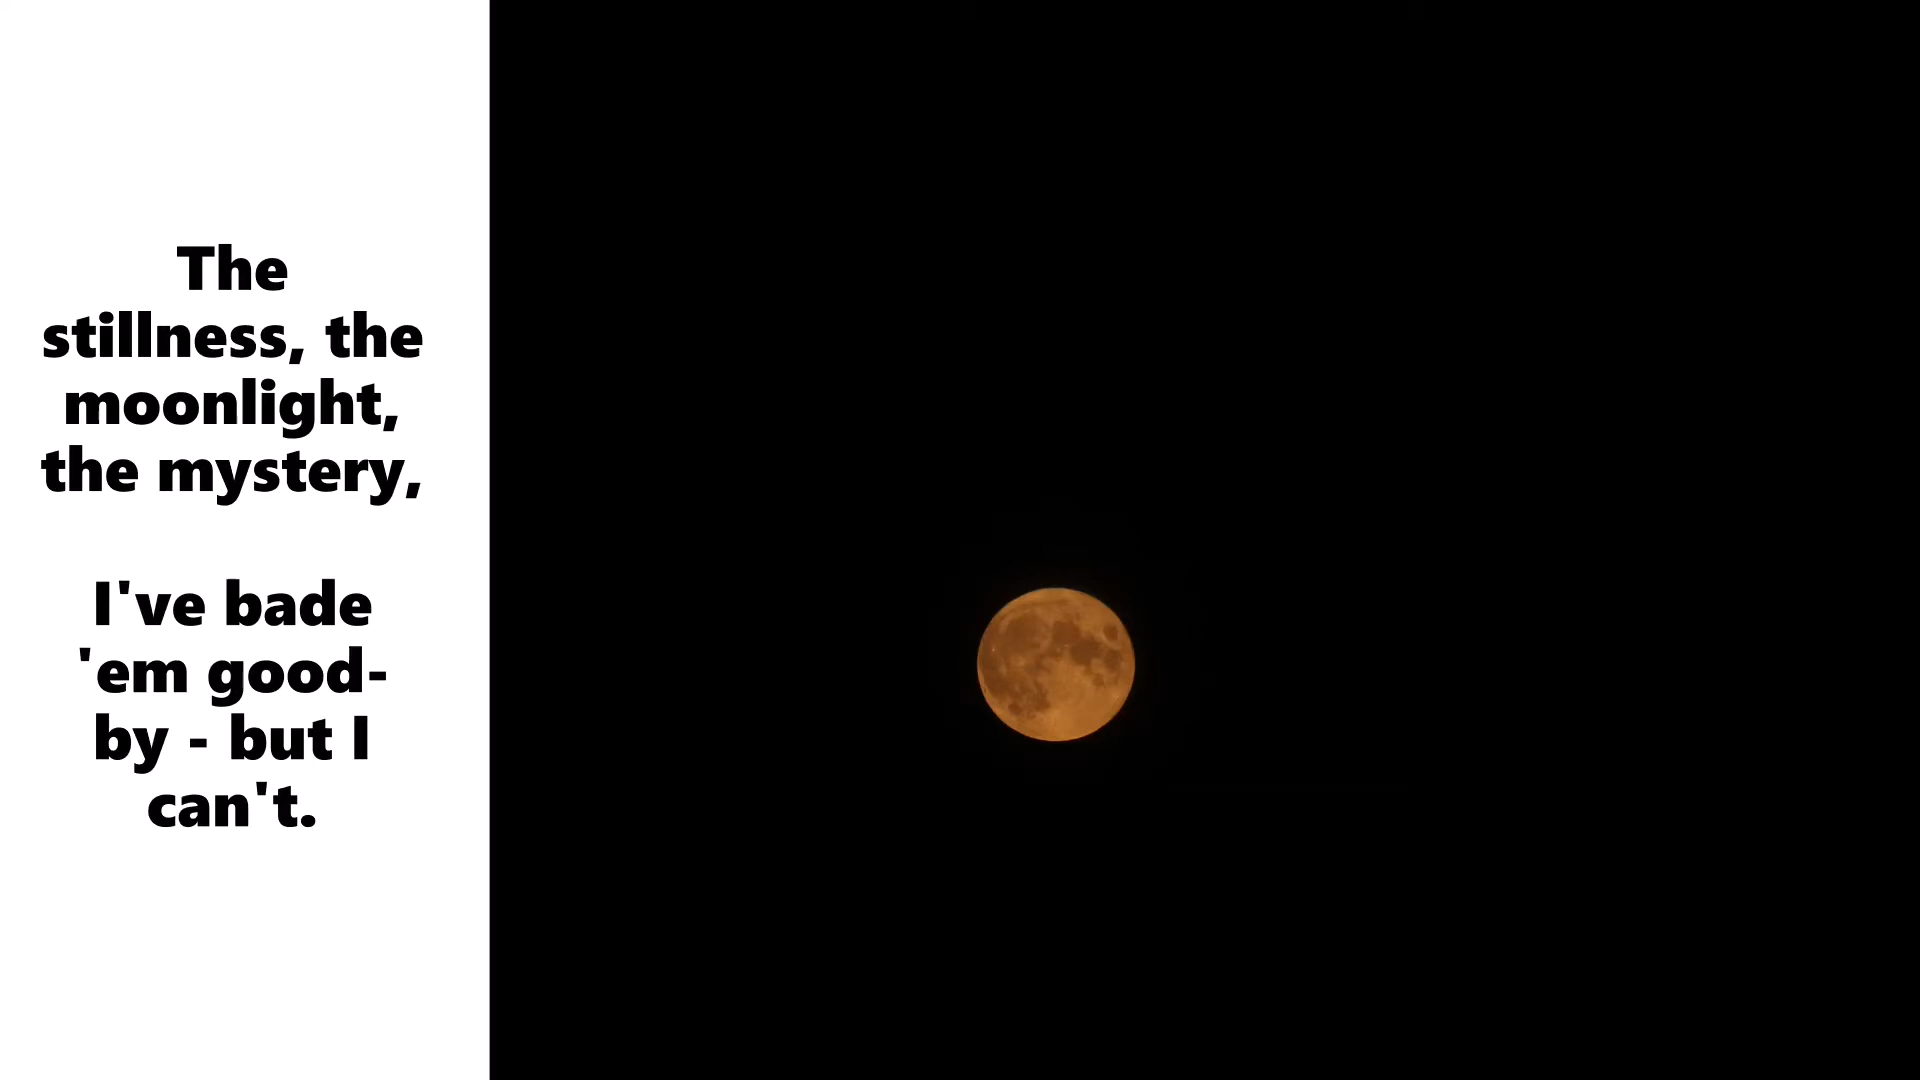 The
stillness, the
moonlight,
the mystery,
I've bade
'em good-
by - but I
can't.